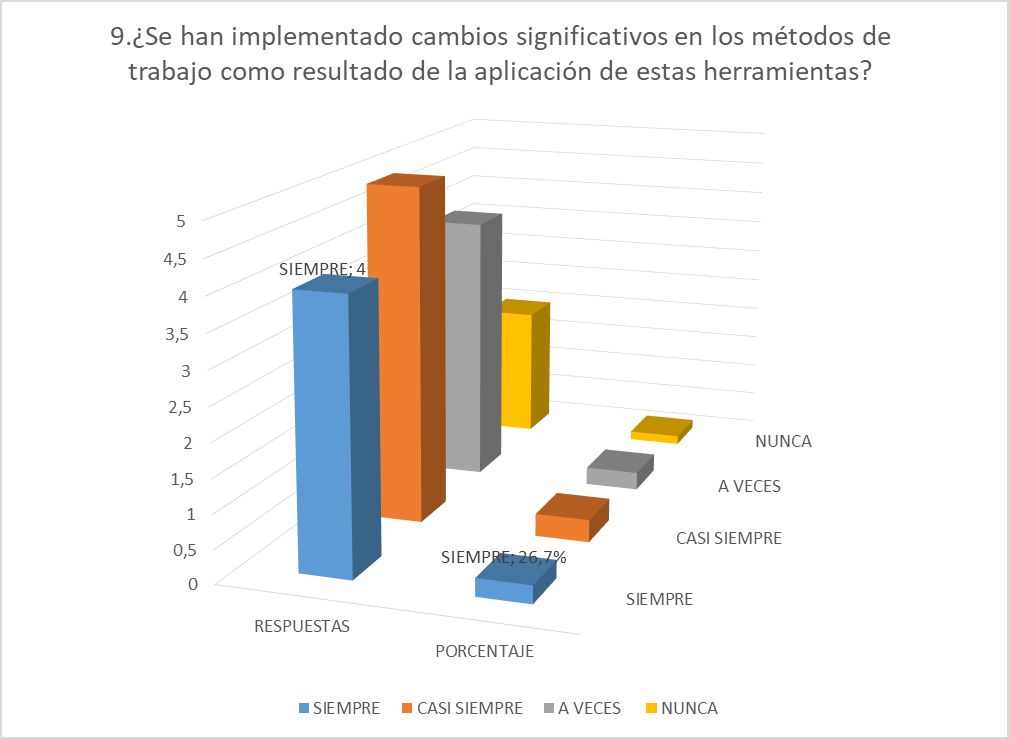 9.¿Se han implementado cambios significativos en los métodos de
trabajo como resultado de la aplicación de estas herramientas?
5
4,5
4
3,5
3
2,5
2
1,5
1
0,5
0
SIEMPRE; 4
SIEMPRE; 26,7%
NUNCA
A VECES
CASI SIEMPRE
SIEMPRE
RESPUESTAS
PORCENTAJE
SIEMPRE CASI SIEMPRE A VECES NUNCA